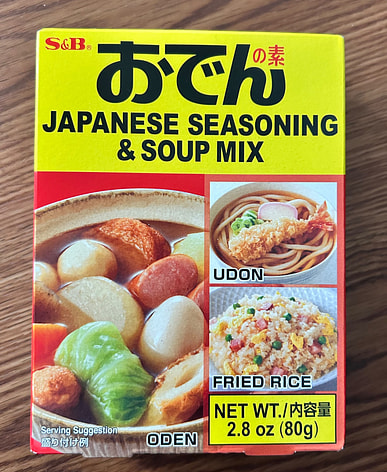 S&B®
おでんの素
JAPANESE SEASONING
& SOUP MIX
UDON
FRIED RICE
Serving Suggestion
盛り付け例
ODEN
NET WT./内容量
2.8 oz (80g)